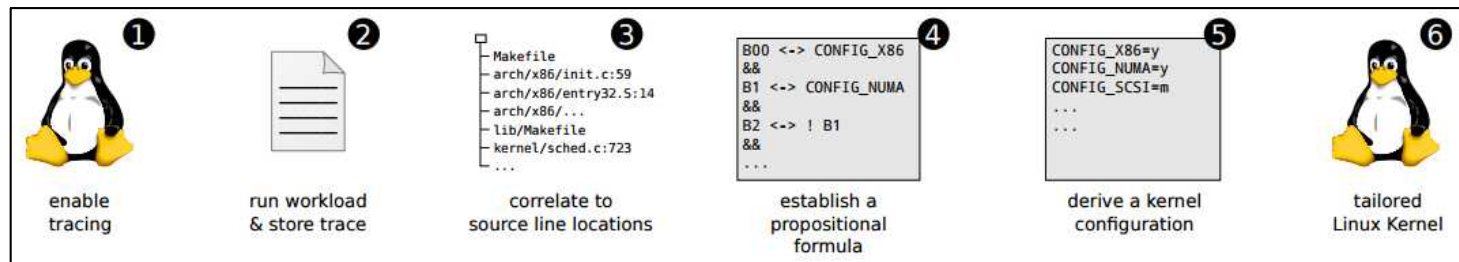 1
2
3
4
5
6
Makefile
arch/x86/init.c:59
arch/x86/entry32.S:14
arch/x86/...
lib/Makefile
kernel/sched.c:723
...
B00 <-> CONFIG_X86
&&
B1 <-> CONFIG_NUMA
&&
B2 <-> ! B1
&&
...
CONFIG_X86=y
CONFIG_NUMA=y
CONFIG_SCSI=m
...
...
enable
tracing
run workload
& store trace
correlate to
source line locations
establish a
propositional
formula
derive a kernel
configuration
tailored
Linux Kernel